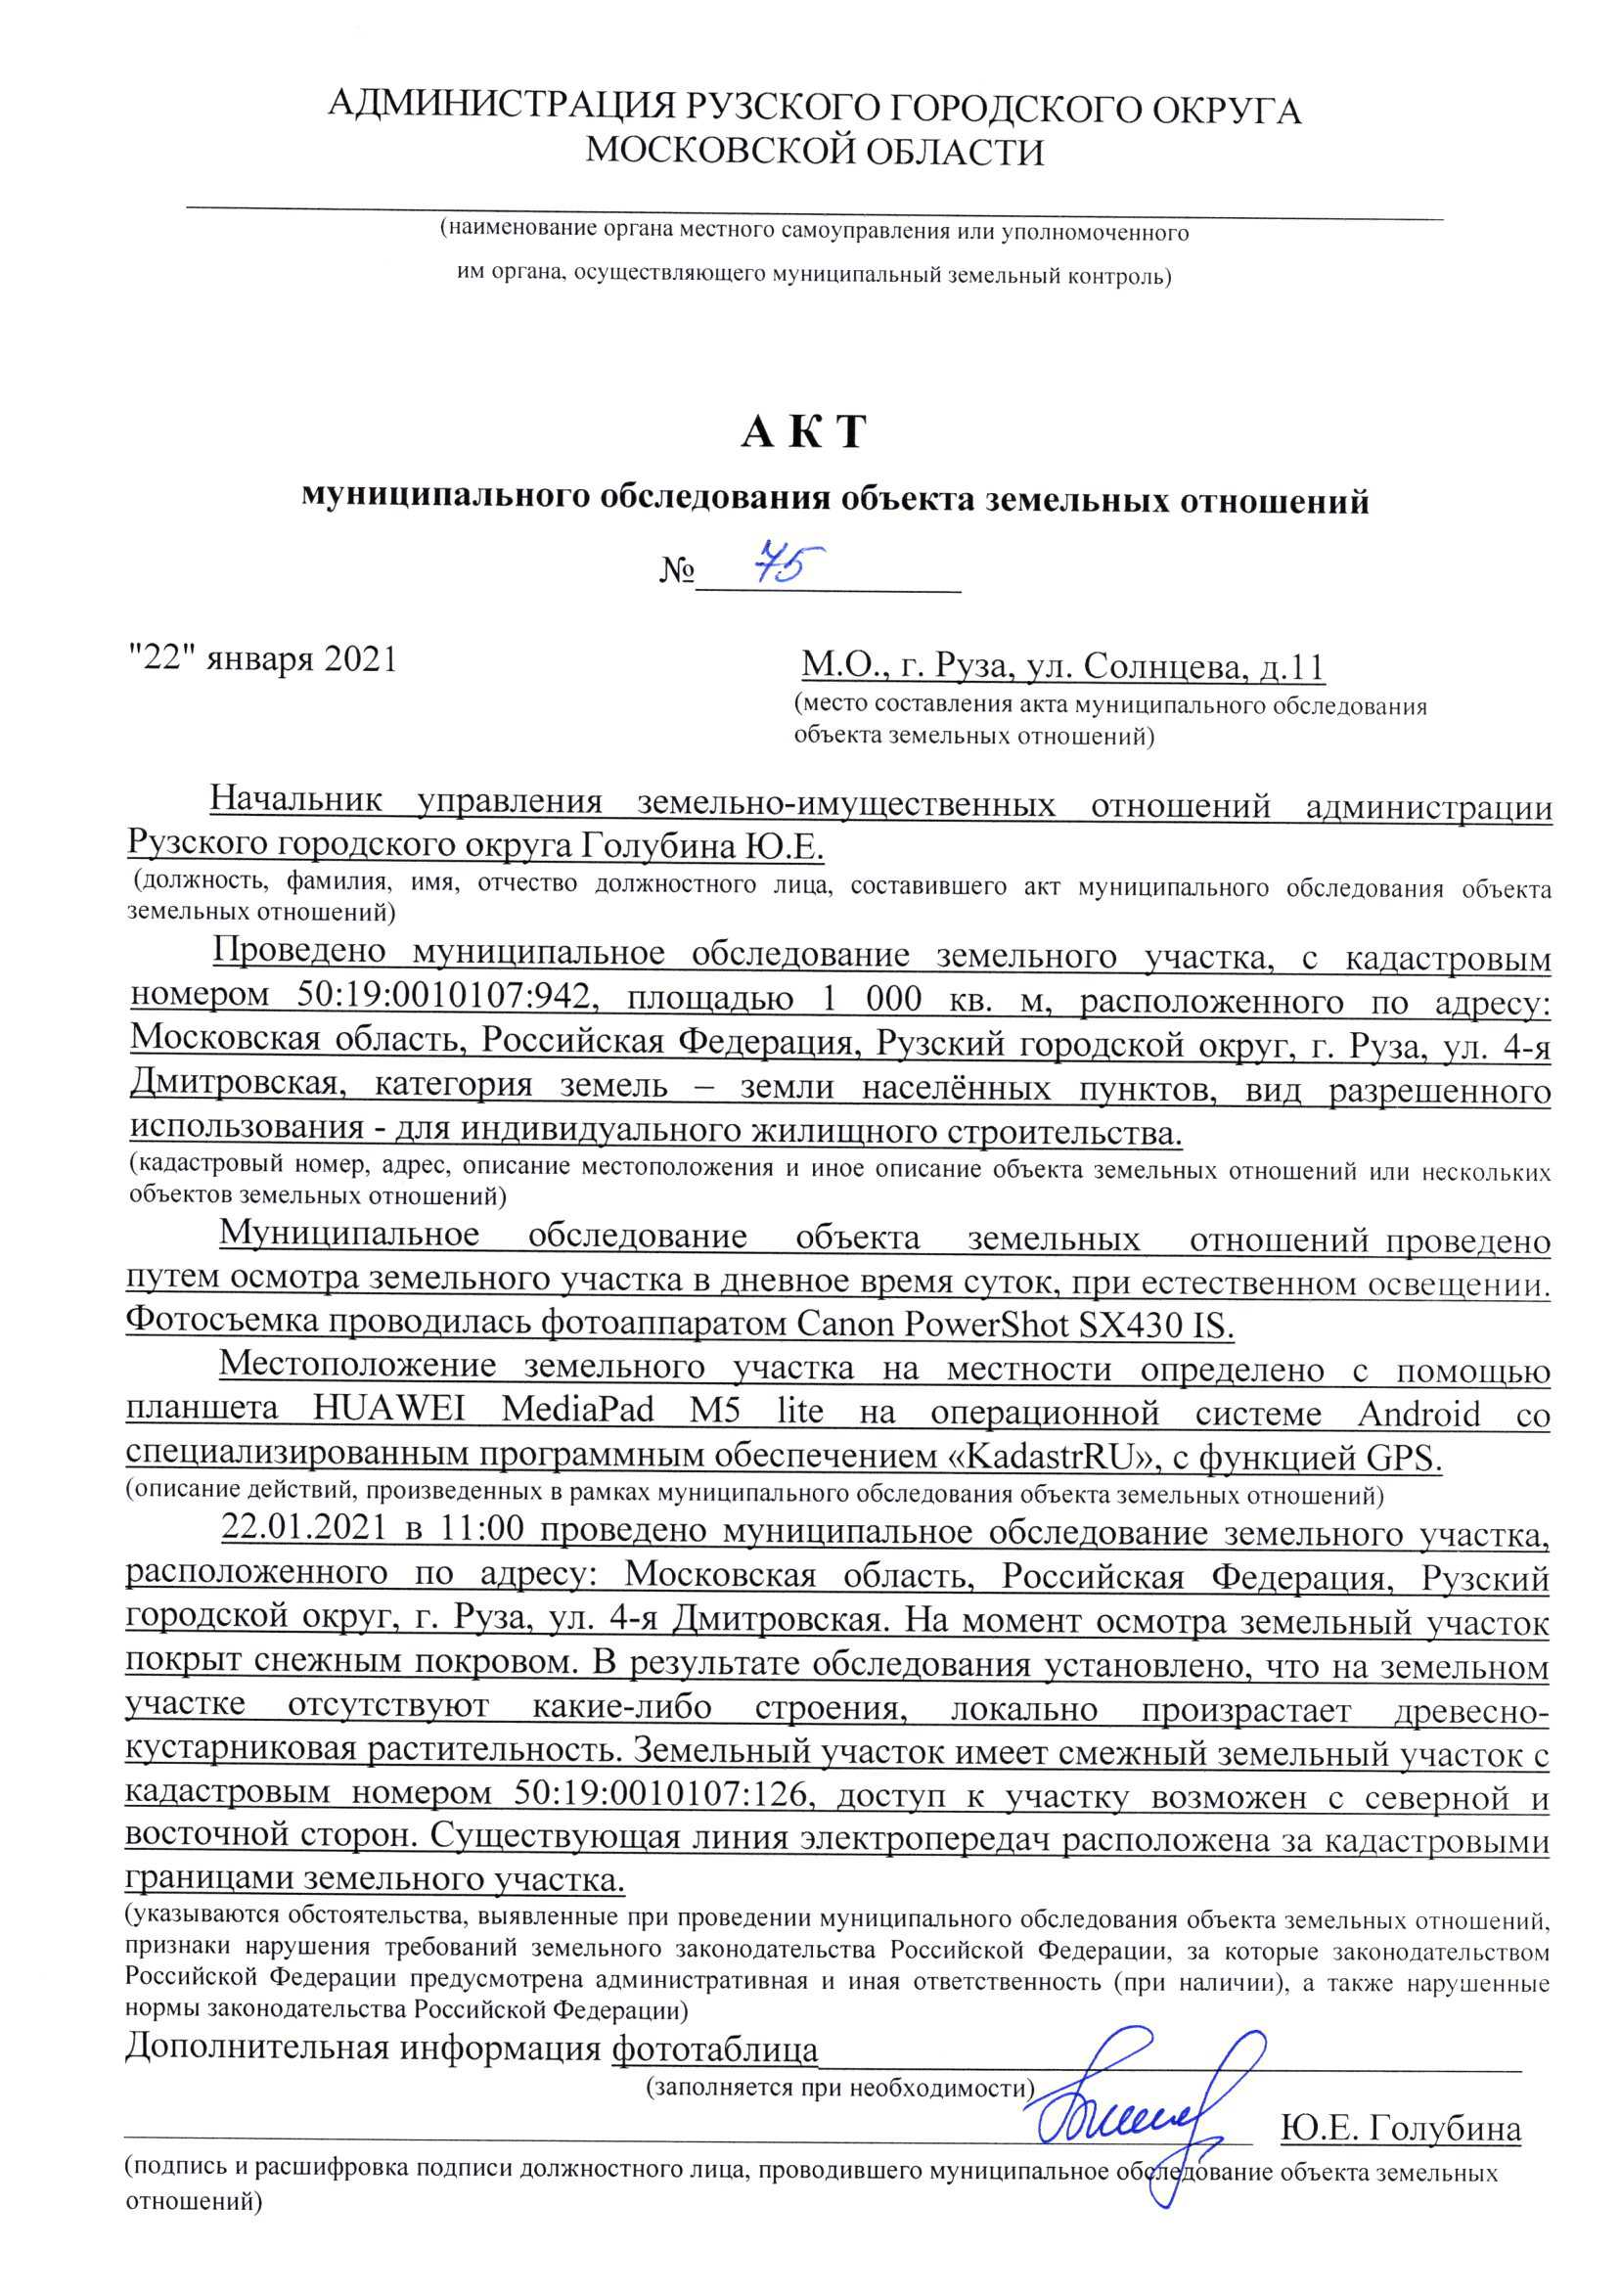 АДМИНИСТРАЦИЯ РУЗСКОГО ГОРОДСКОГО ОКРУГА
МОСКОВСКОЙ ОБЛАСТИ
(наименование органа местного самоуправления или уполномоченного
им органа, осуществляющего муниципальный земельный контроль)
А К Т
муниципального обследования объекта земельных отношений
№ 75
"22" января 2021
М.О., г. Руза, ул. Солнцева, д.11
(место составления акта муниципального обследования
объекта земельных отношений)
Начальник управления земельно-имущественных отношений администрации
Рузского городского округа Голубина Ю.Е.
(должность, фамилия, имя, отчество должностного лица, составившего акт муниципального обследования объекта
земельных отношений)
Проведено муниципальное обследование земельного участка, с кадастровым
номером 50:19:0010107:942, площадью 1 000 кв. м, расположенного по адресу:
Московская область, Российская Федерация, Рузский городской округ, г. Руза, ул. 4-я
Дмитровская, категория земель – земли населённых пунктов, вид разрешенного
использования - для индивидуального жилищного строительства.
(кадастровый номер, адрес, описание местоположения и иное описание объекта земельных отношений или нескольких
объектов земельных отношений)
Муниципальное обследование объекта земельных отношений проведено
путем осмотра земельного участка в дневное время суток, при естественном освещении.
Фотосъемка проводилась фотоаппаратом Canon PowerShot SX430 IS.
Местоположение земельного участка на местности определено с помощью
планшета HUAWEI MediaPad M5 lite на операционной системе Android со
специализированным программным обеспечением «KadastrRU», с функцией GPS.
(описание действий, произведенных в рамках муниципального обследования объекта земельных отношений)
22.01.2021 в 11:00 проведено муниципальное обследование земельного участка,
расположенного по адресу: Московская область, Российская Федерация, Рузский
городской округ, г. Руза, ул. 4-я Дмитровская. На момент осмотра земельный участок
покрыт снежным покровом. В результате обследования установлено, что на земельном
участке отсутствуют какие-либо строения, локально произрастает древесно-
кустарниковая растительность. Земельный участок имеет смежный земельный участок с
кадастровым номером 50:19:0010107:126, доступ к участку возможен с северной и
восточной сторон. Существующая линия электропередач расположена за кадастровыми
границами земельного участка.
(указываются обстоятельства, выявленные при проведении муниципального обследования объекта земельных отношений,
признаки нарушения требований земельного законодательства Российской Федерации, за которые законодательством
Российской Федерации предусмотрена административная и иная ответственность (при наличии), а также нарушенные
нормы законодательства Российской Федерации)
Дополнительная информация фототаблица
(заполняется при необходимости)
Ю.Е. Голубина
(подпись и расшифровка подписи должностного лица, проводившего муниципальное обследование объекта земельных
отношений)